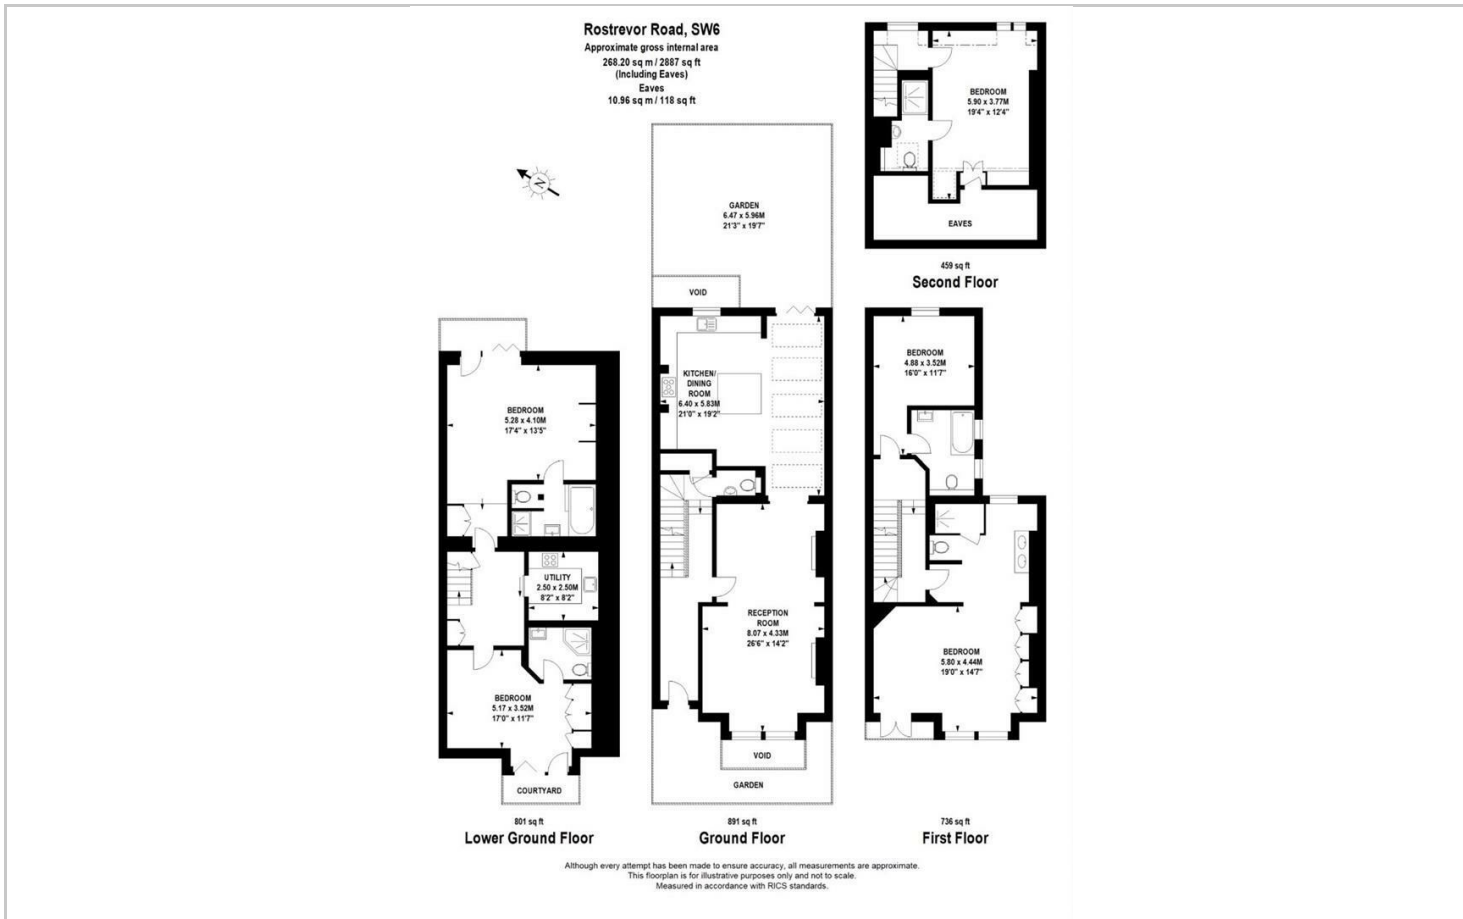 Rostrevor Road, SW6
Approximate gross internal area
268.20 sq m / 2887 sq ft
(Including Eaves)
Eaves
10.96 sq m / 118 sq ft
N
BEDROOM
5.90 x 3.77M
19'4" x 12'4"
EAVES
459 sq ft
Second Floor
GARDEN
6.47 x 5.96M
21'3" x 19'7"
VOID
KITCHEN/
DINING
ROOM
6.40 x 5.83M
21'0" x 19'2"
RECEPTION
ROOM
8.07 x 4.33M
26'6" x 14'2"
VOID
GARDEN
891 sq ft
Ground Floor
BEDROOM
5.28 x 4.10M
17'4" x 13'5"
UTILITY
2.50 x 2.50M
8'2" x 8'2"
BEDROOM
5.17 x 3.52M
17'0" x 11'7"
COURTYARD
801 sq ft
Lower Ground Floor
BEDROOM
4.88 x 3.52M
16'0" x 11'7"
BEDROOM
5.80 x 4.44M
19'0" x 14'7"
736 sq ft
First Floor
Although every attempt has been made to ensure accuracy, all measurements are approximate.
This floorplan is for illustrative purposes only and not to scale.
Measured in accordance with RICS standards.